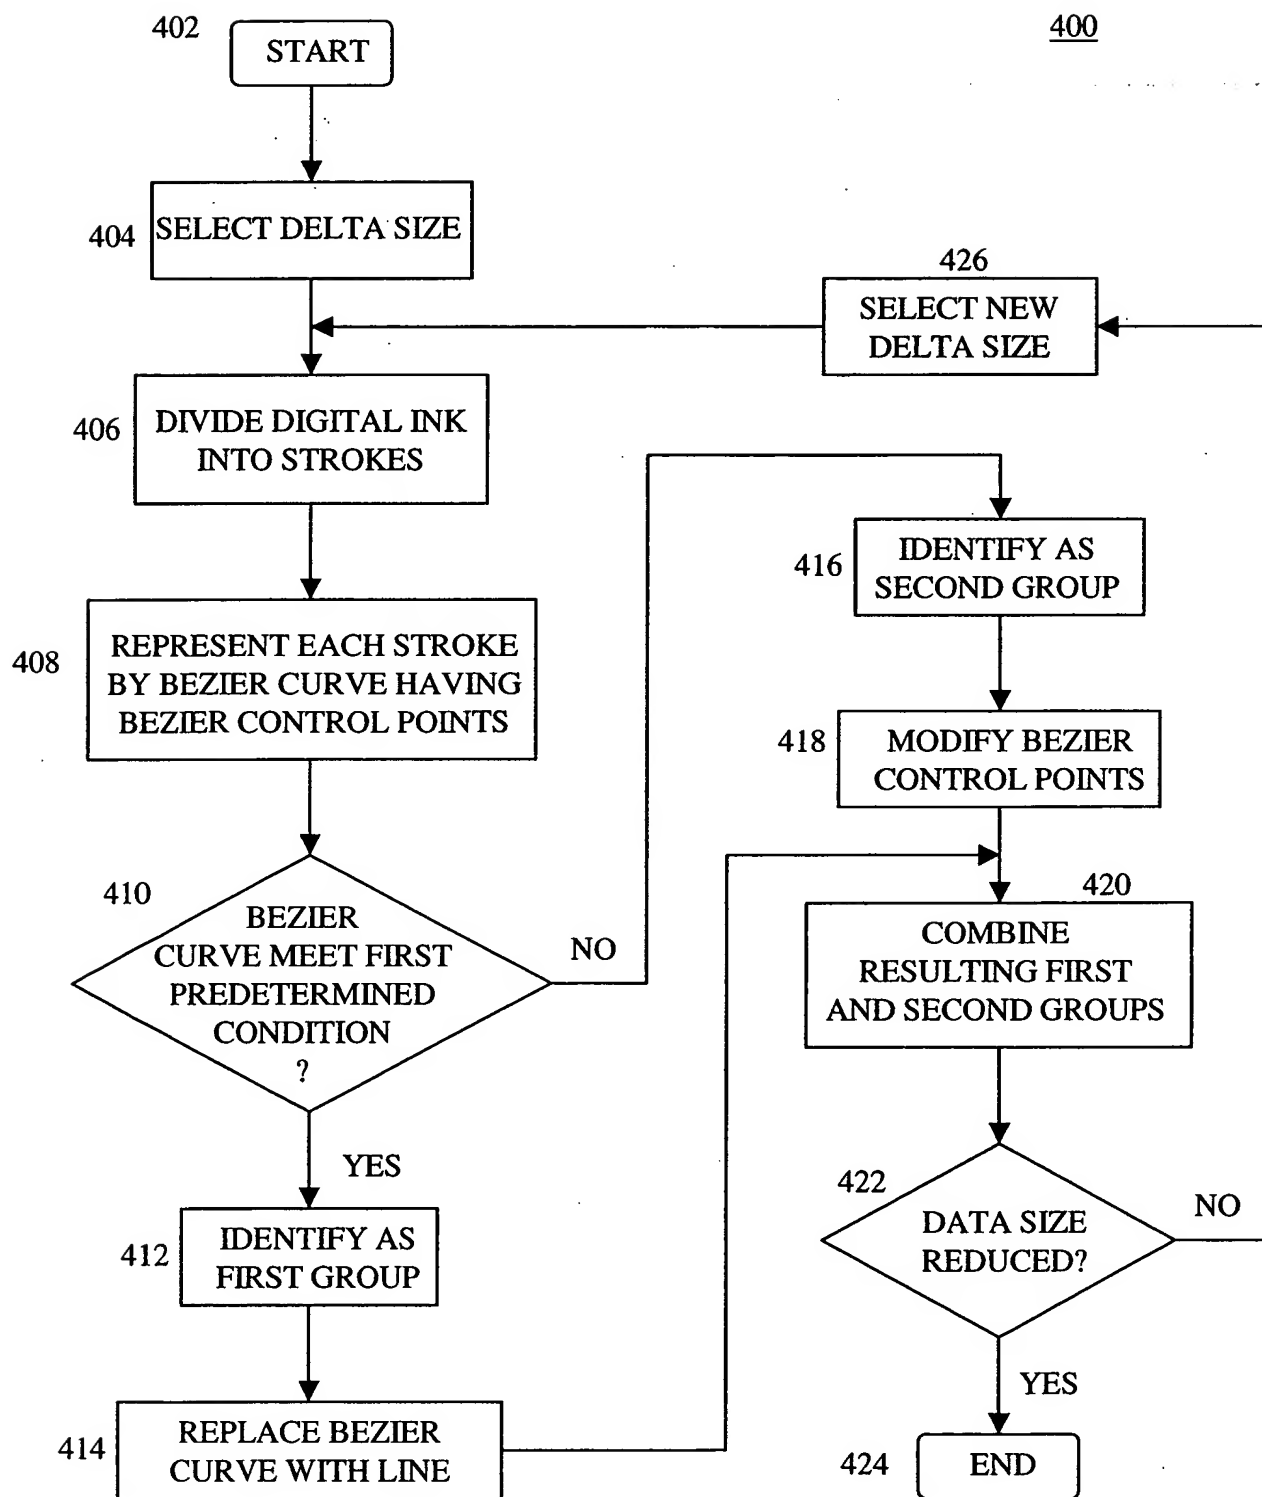 400
402
START
404
SELECT DELTA SIZE
426
SELECT NEW
DELTA SIZE
406
DIVIDE DIGITAL INK
INTO STROKES
408
REPRESENT EACH STROKE
BY BEZIER CURVE HAVING
BEZIER CONTROL POINTS
410
BEZIER
CURVE MEET FIRST
PREDETERMINED
CONDITION
?
NO
YES
412
IDENTIFY AS
FIRST GROUP
414
REPLACE BEZIER
CURVE WITH LINE
416
IDENTIFY AS
SECOND GROUP
418
MODIFY BEZIER
CONTROL POINTS
420
COMBINE
RESULTING FIRST
AND SECOND GROUPS
422
DATA SIZE
REDUCED?
NO
YES
424
END